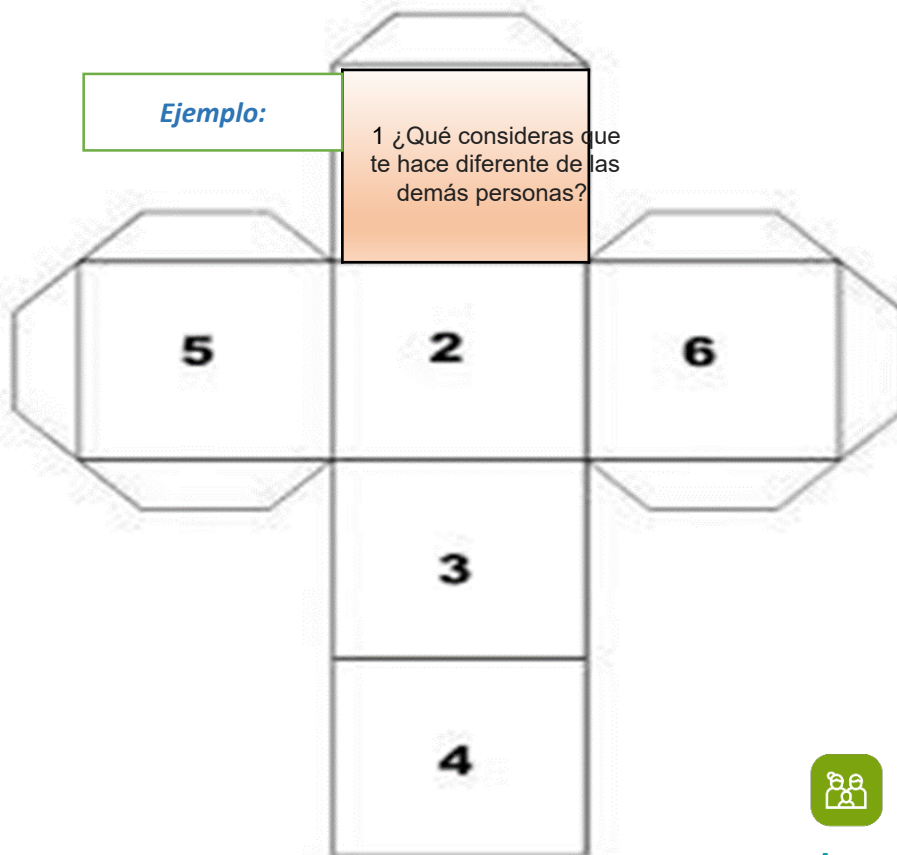 Ejemplo:
1 ¿Qué consideras que
te hace diferente de las
demás personas?
5
2
6
3
4